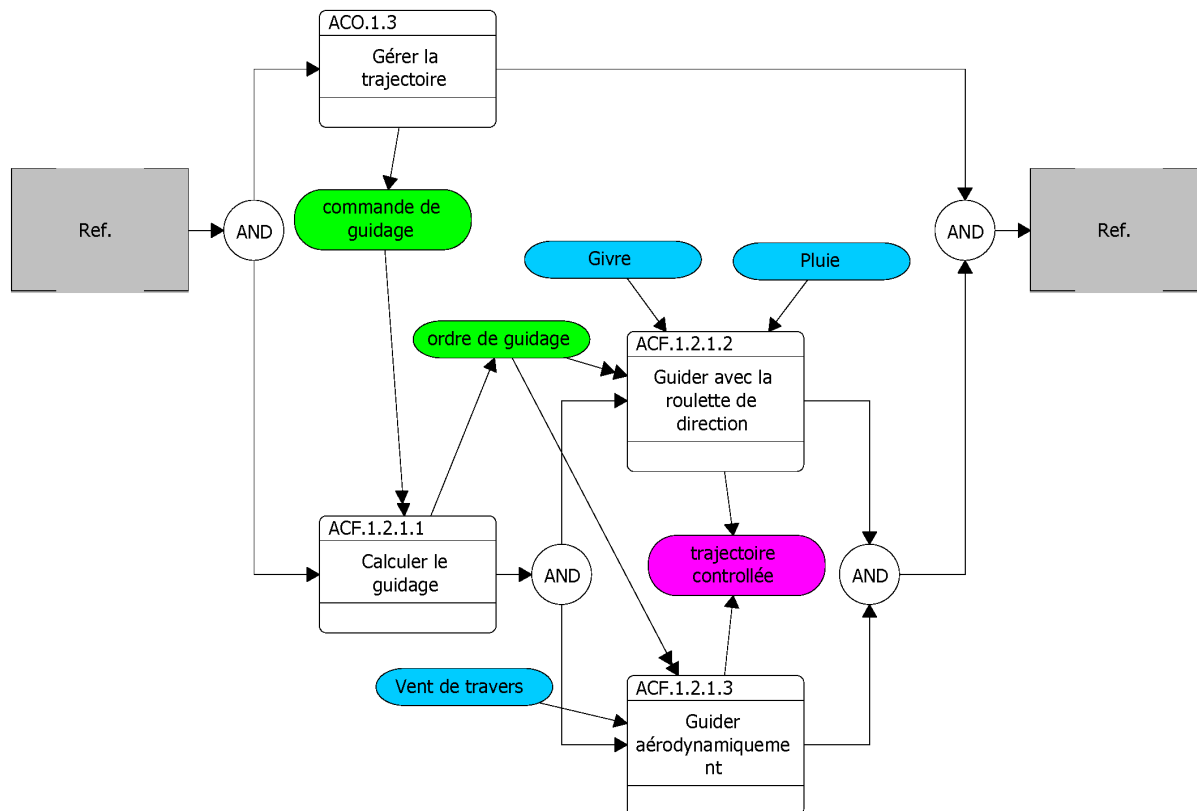 ACO.1.3
Gérer la
trajectoire
commande de
guidage
Ref.
AND
AND
Ref.
Givre
Pluie
ordre de guidage
ACF.1.2.1.2
Guider avec la
roulette de
direction
ACF.1.2.1.1
Calculer le
guidage
AND
trajectoire
controllée
AND
Vent de travers
ACF.1.2.1.3
Guider
aérodynamiqueme
nt